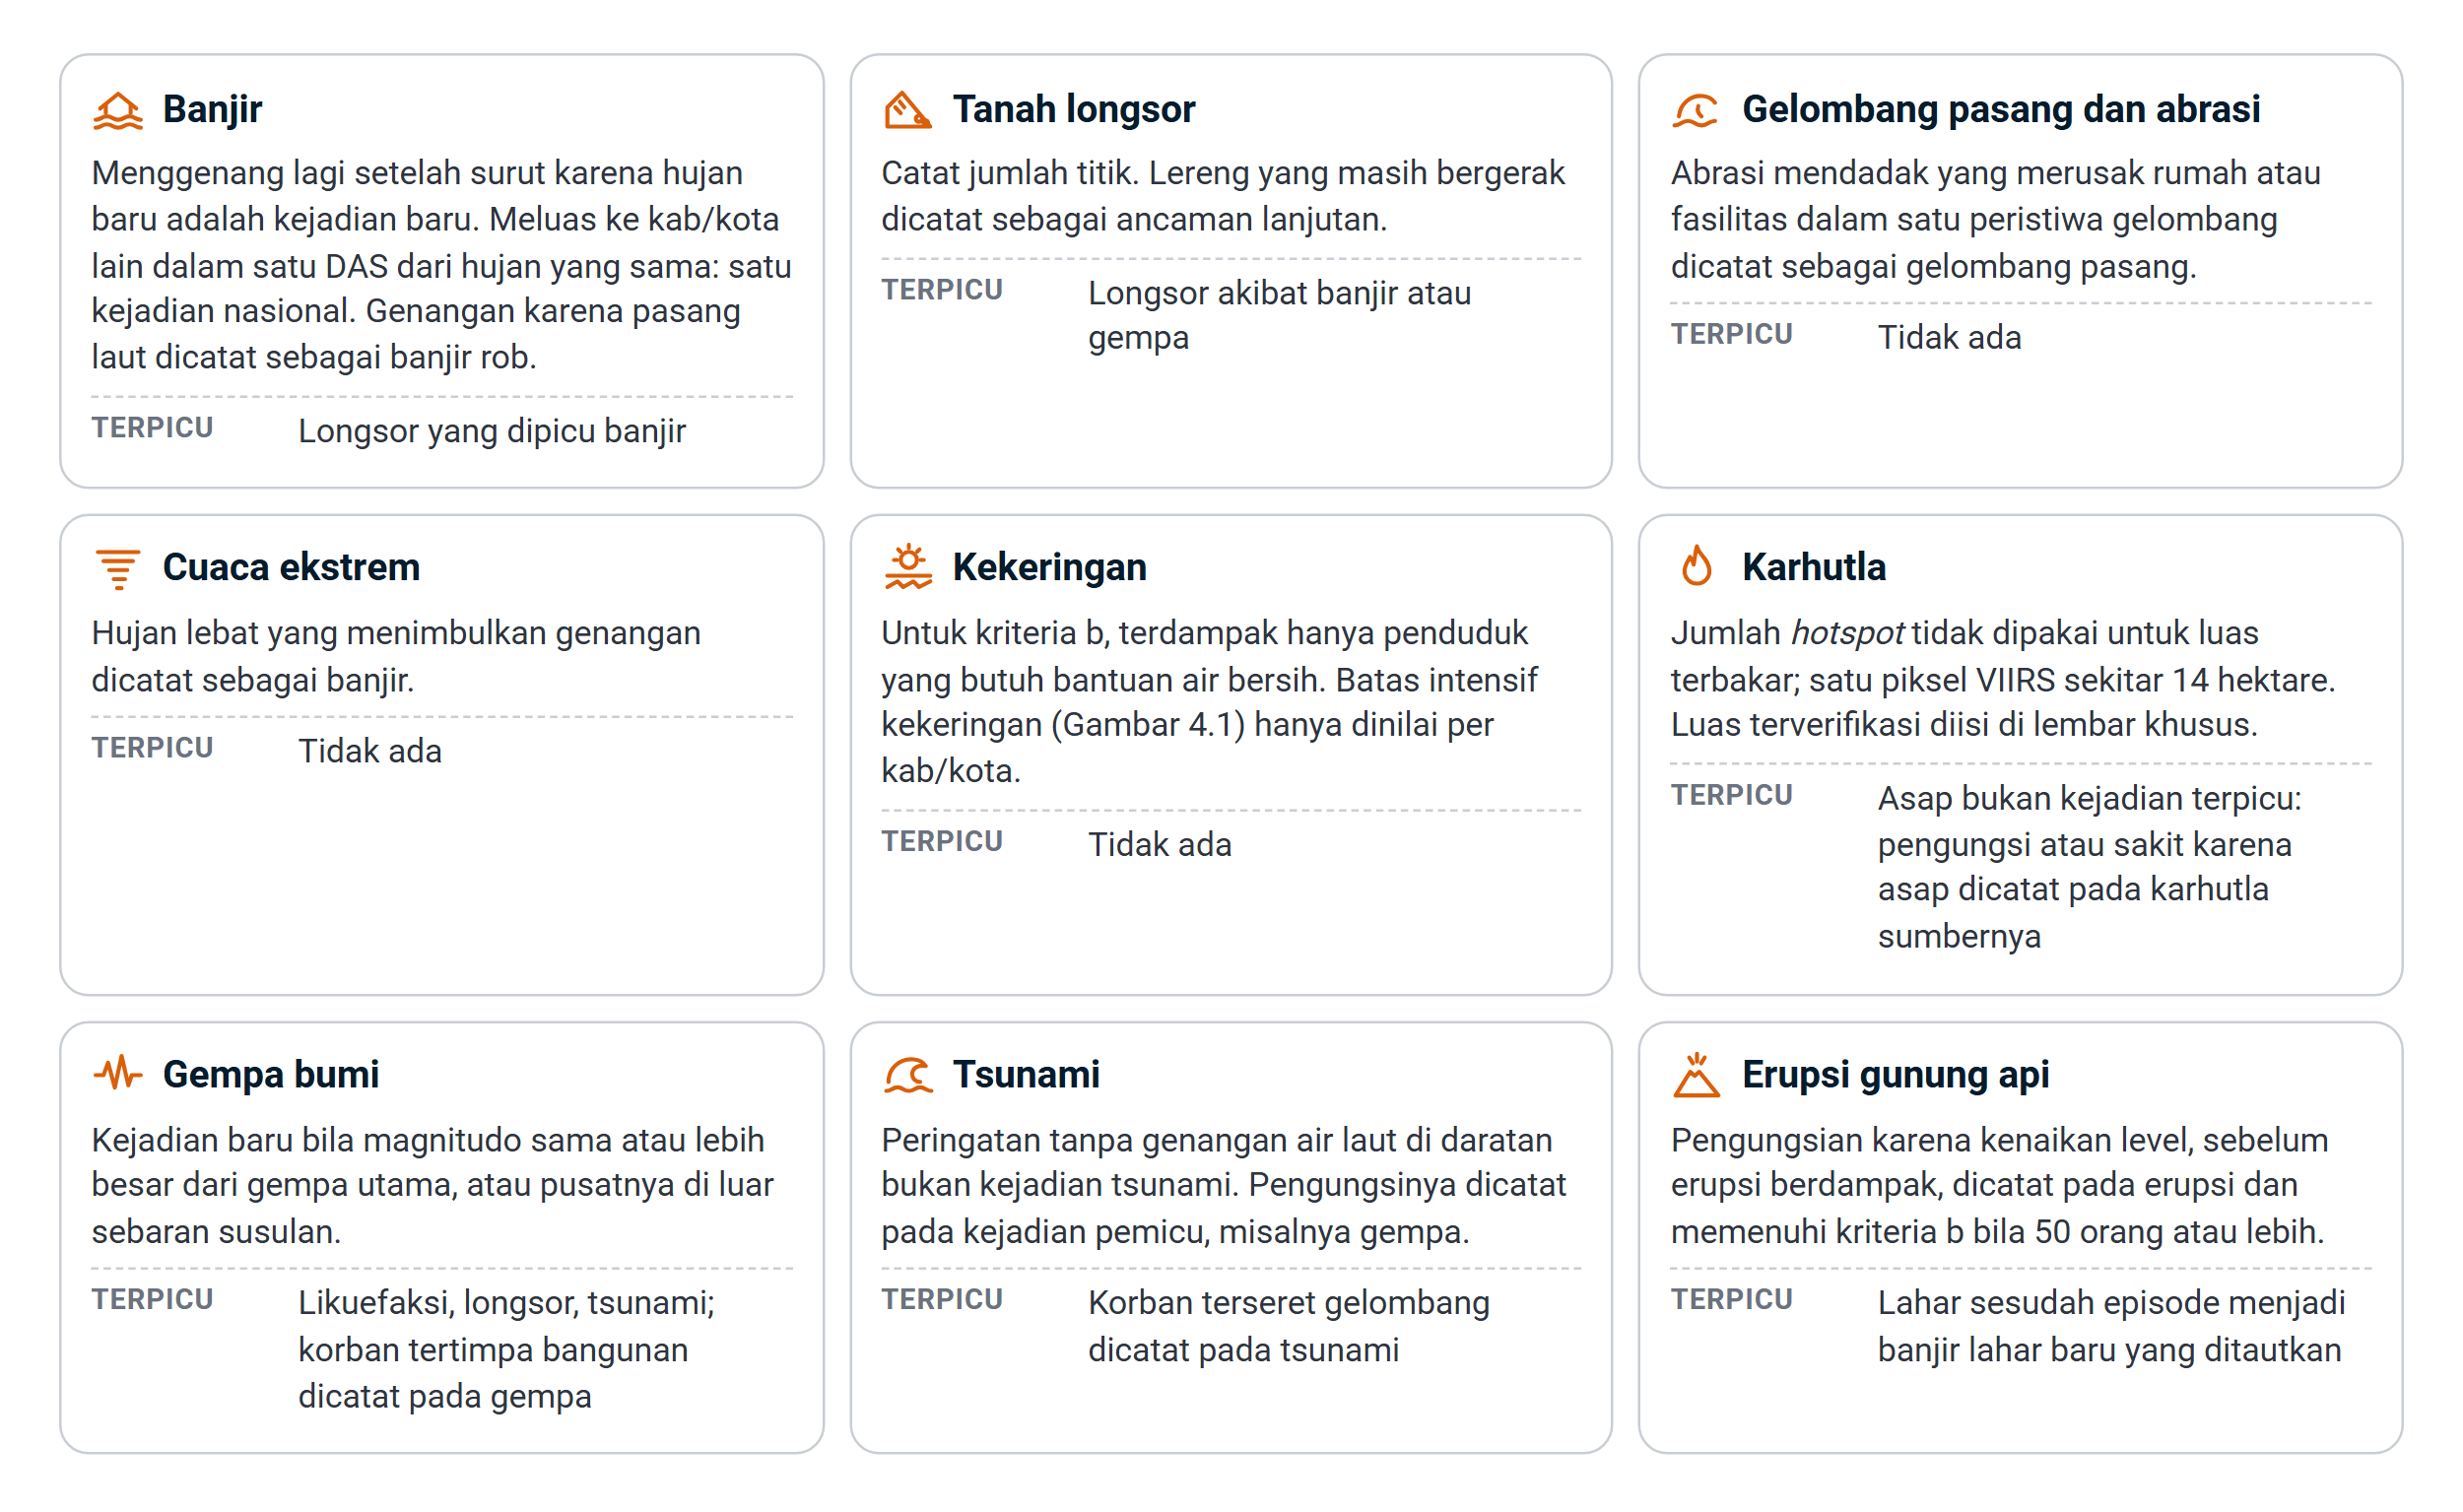 Banjir
Menggenang lagi setelah surut karena hujan
baru adalah kejadian baru. Meluas ke kab/kota
lain dalam satu DAS dari hujan yang sama: satu
kejadian nasional. Genangan karena pasang
laut dicatat sebagai banjir rob.
TERPICU Longsor yang dipicu banjir
Tanah longsor
Catat jumlah titik. Lereng yang masih bergerak
dicatat sebagai ancaman lanjutan.
TERPICU Longsor akibat banjir atau
gempa
Gelombang pasang dan abrasi
Abrasi mendadak yang merusak rumah atau
fasilitas dalam satu peristiwa gelombang
dicatat sebagai gelombang pasang.
TERPICU Tidak ada
Cuaca ekstrem
Hujan lebat yang menimbulkan genangan
dicatat sebagai banjir.
TERPICU Tidak ada
Kekeringan
Untuk kriteria b, terdampak hanya penduduk
yang butuh bantuan air bersih. Batas intensif
kekeringan (Gambar 4.1) hanya dinilai per
kab/kota.
TERPICU Tidak ada
Karhutla
Jumlah hotspot tidak dipakai untuk luas
terbakar; satu piksel VIIRS sekitar 14 hektare.
Luas terverifikasi diisi di lembar khusus.
TERPICU Asap bukan kejadian terpicu:
pengungsi atau sakit karena
asap dicatat pada karhutla
sumbernya
Gempa bumi
Kejadian baru bila magnitudo sama atau lebih
besar dari gempa utama, atau pusatnya di luar
sebaran susulan.
TERPICU Likuefaksi, longsor, tsunami;
korban tertimpa bangunan
dicatat pada gempa
Tsunami
Peringatan tanpa genangan air laut di daratan
bukan kejadian tsunami. Pengungsinya dicatat
pada kejadian pemicu, misalnya gempa.
TERPICU Korban terseret gelombang
dicatat pada tsunami
Erupsi gunung api
Pengungsian karena kenaikan level, sebelum
erupsi berdampak, dicatat pada erupsi dan
memenuhi kriteria b bila 50 orang atau lebih.
TERPICU Lahar sesudah episode menjadi
banjir lahar baru yang ditautkan